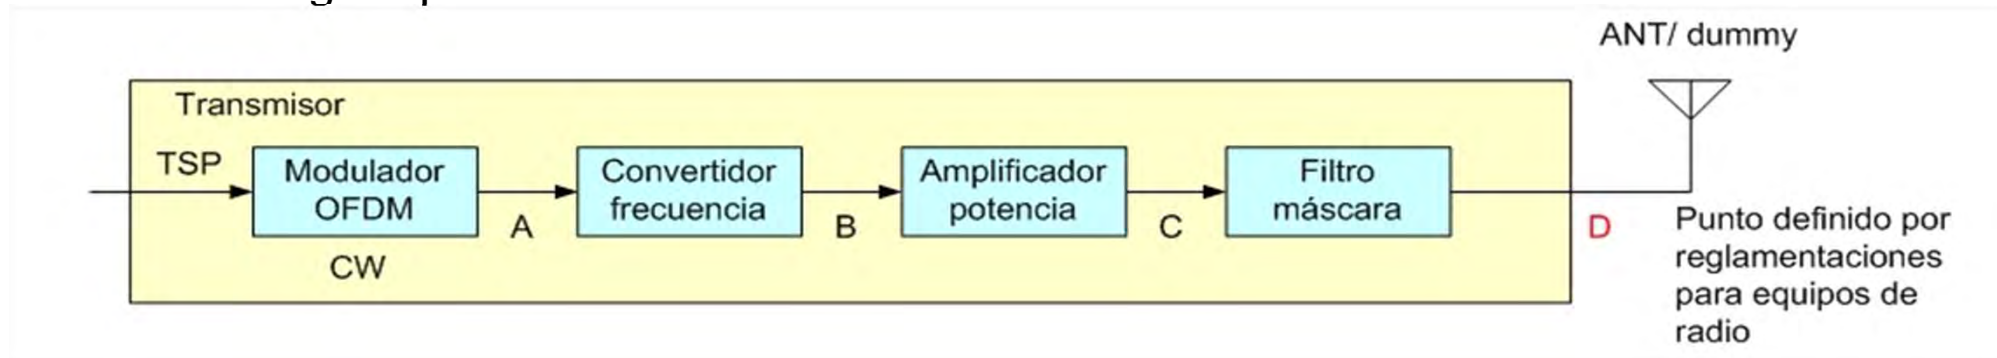 ANT/ dummy
Transmisor
TSP
Modulador
OFDM
Convertidor
frecuencia
Amplificador
potencia
Filtro
máscara
A
B
C
D
CW
Punto definido por
reglamentaciones
para equipos de
radio